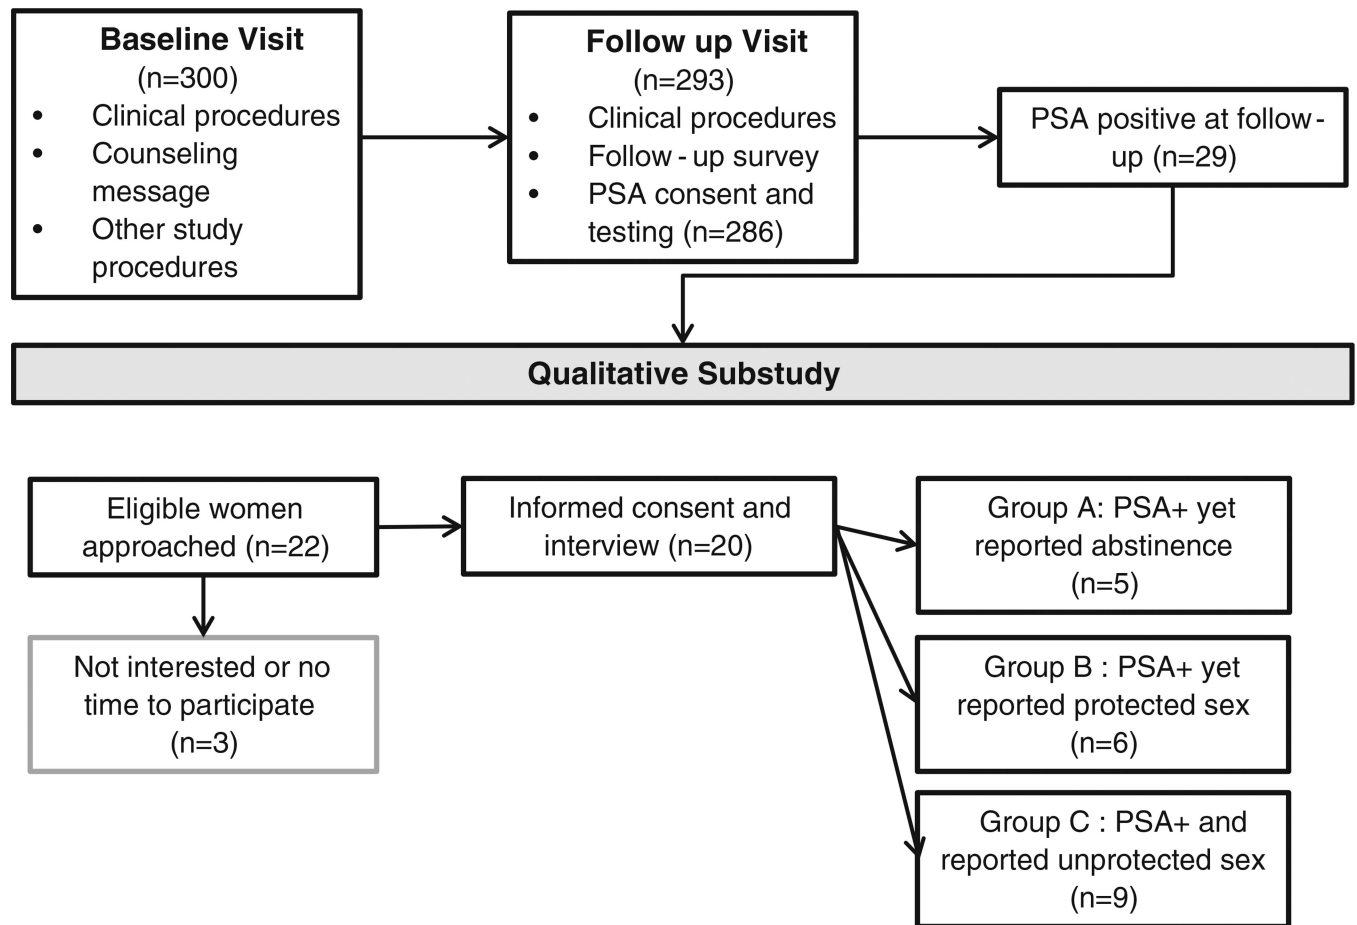 Baseline Visit
(n=300)
• Clinical procedures
• Counseling
message
• Other study
procedures
Follow up Visit
(n=293)
• Clinical procedures
• Follow-up survey
• PSA consent and
testing (n=286)
PSA positive at follow-
up (n=29)
Qualitative Substudy
Eligible women
approached (n=22)
Not interested or no
time to participate
(n=3)
Informed consent and
interview (n=20)
Group A: PSA+ yet
reported abstinence
(n=5)
Group B : PSA+ yet
reported protected sex
(n=6)
Group C : PSA+ and
reported unprotected sex
(n=9)